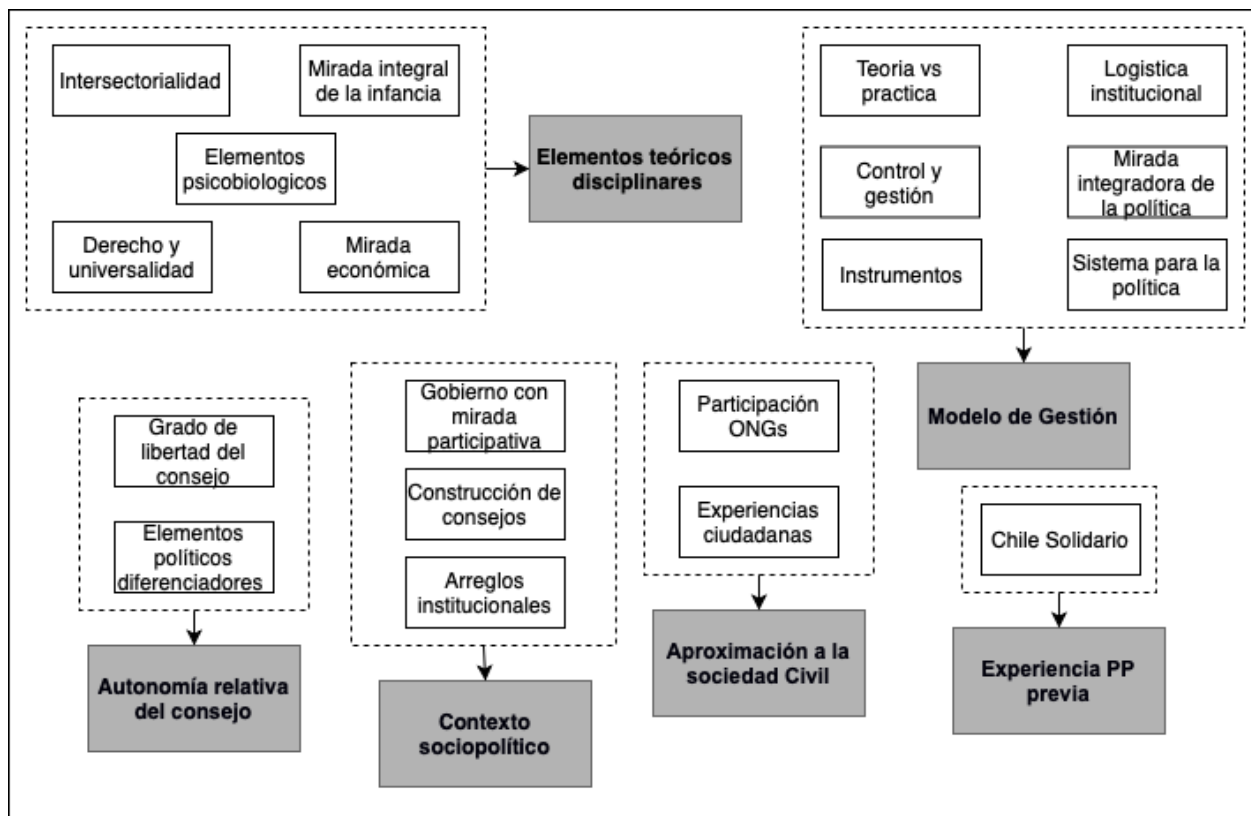 Intersectorialidad
Mirada integral
de la infancia
Elementos
psicobiologicos
Derecho y
universalidad
Mirada
económica
Elementos teóricos
disciplinares
Teoria vs
practica
Logistica
institucional
Control y
gestión
Mirada
integradora de
la política
Instrumentos
Sistema para la
política
Modelo de Gestión
Grado de
libertad del
consejo
Elementos
políticos
diferenciadores
Autonomía relativa
del consejo
Gobierno con
mirada
participativa
Construcción de
consejos
Arreglos
institucionales
Contexto
sociopolítico
Participación
ONGs
Experiencias
ciudadanas
Aproximación a la
sociedad Civil
Chile Solidario
Experiencia PP
previa